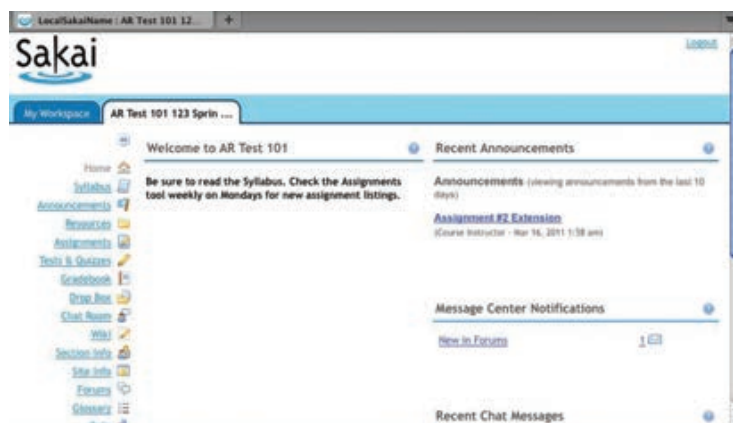 LocalSakaiName : AR Test 101 12...
Sakai
Logout
My Workspace
AR Test 101 123 Sprin ....
Home
Syllabus
Announcements
Resources
Assignments
Tests & Quizzes
Gradebook
Drop Box
Chat Room
Wiki
Section Info
Site Info
Forums
Glossary
Welcome to AR Test 101
Be sure to read the Syllabus. Check the Assignments
tool weekly on Mondays for new assignment listings.
Recent Announcements
Announcements (viewing announcements from the last 10
days)
Assignment #2 Extension
(Course Instructor - Mar 16, 2011 1:38 am)
Message Center Notifications
New in Forums 1
Recent Chat Messages